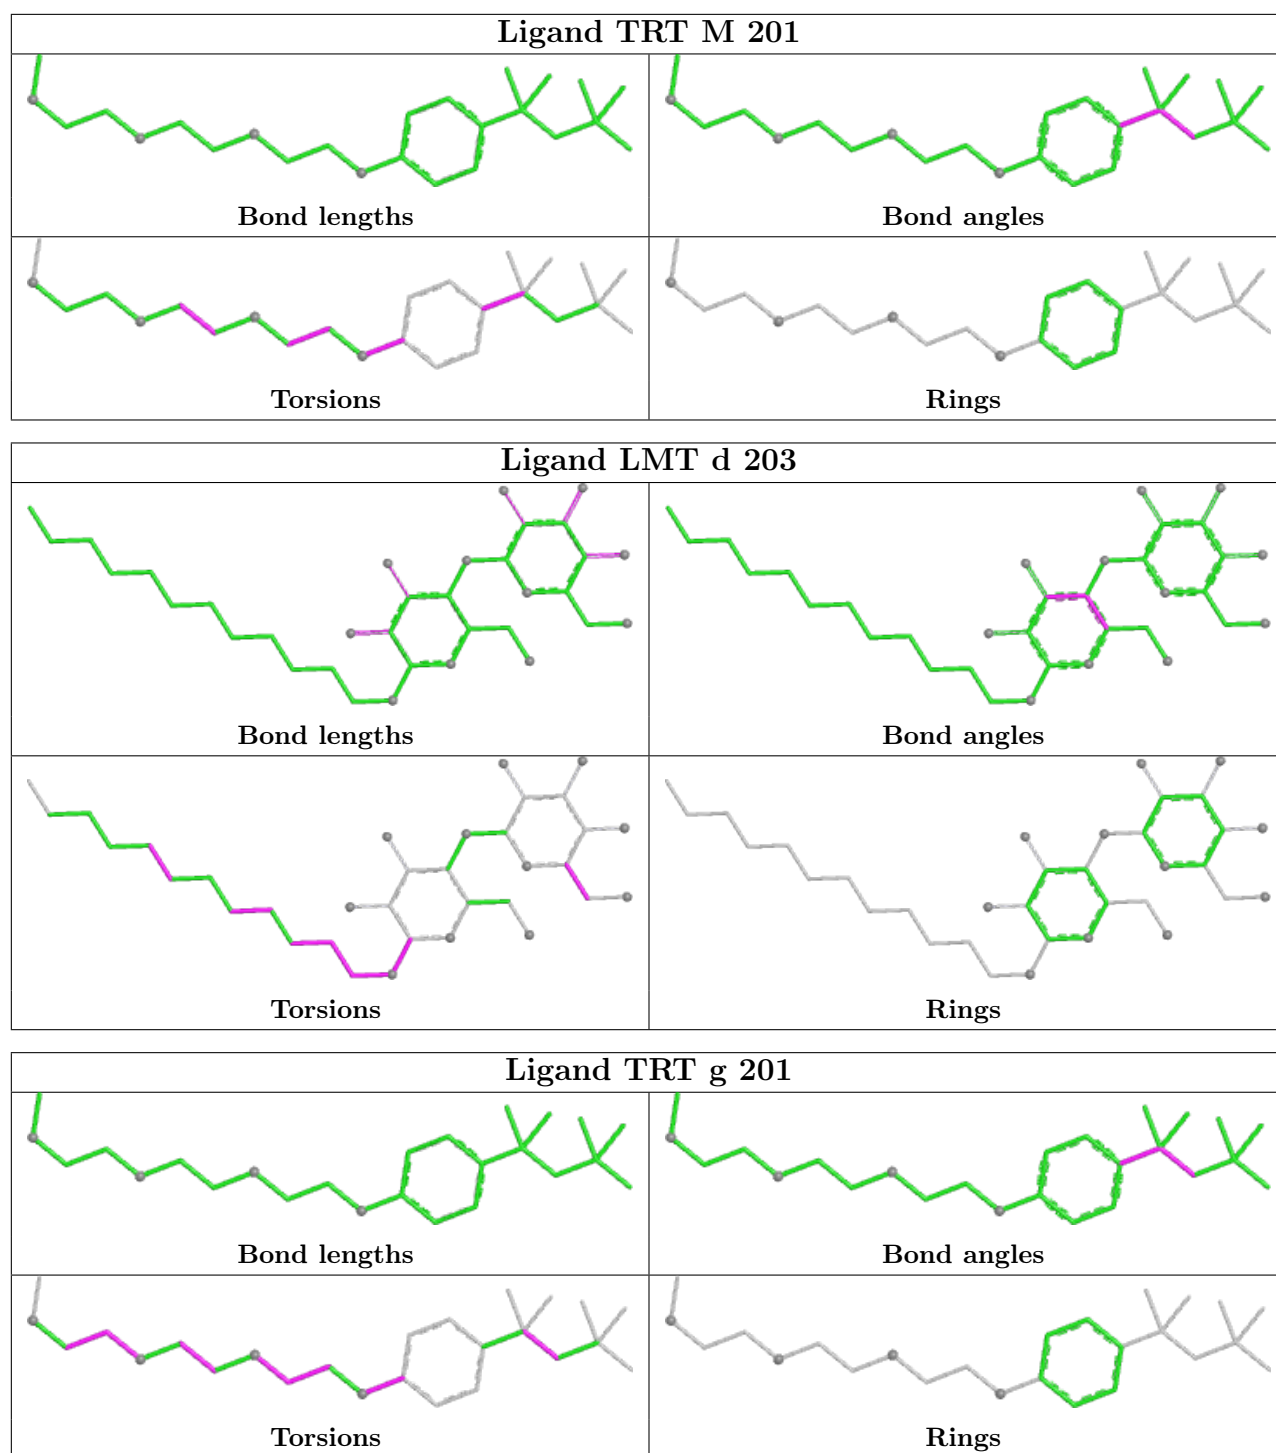 Ligand TRT M 201
Bond lengths
Bond angles
Torsions
Rings
Ligand LMT d 203
Bond lengths
Bond angles
Torsions
Rings
Ligand TRT g 201
Bond lengths
Bond angles
Torsions
Rings